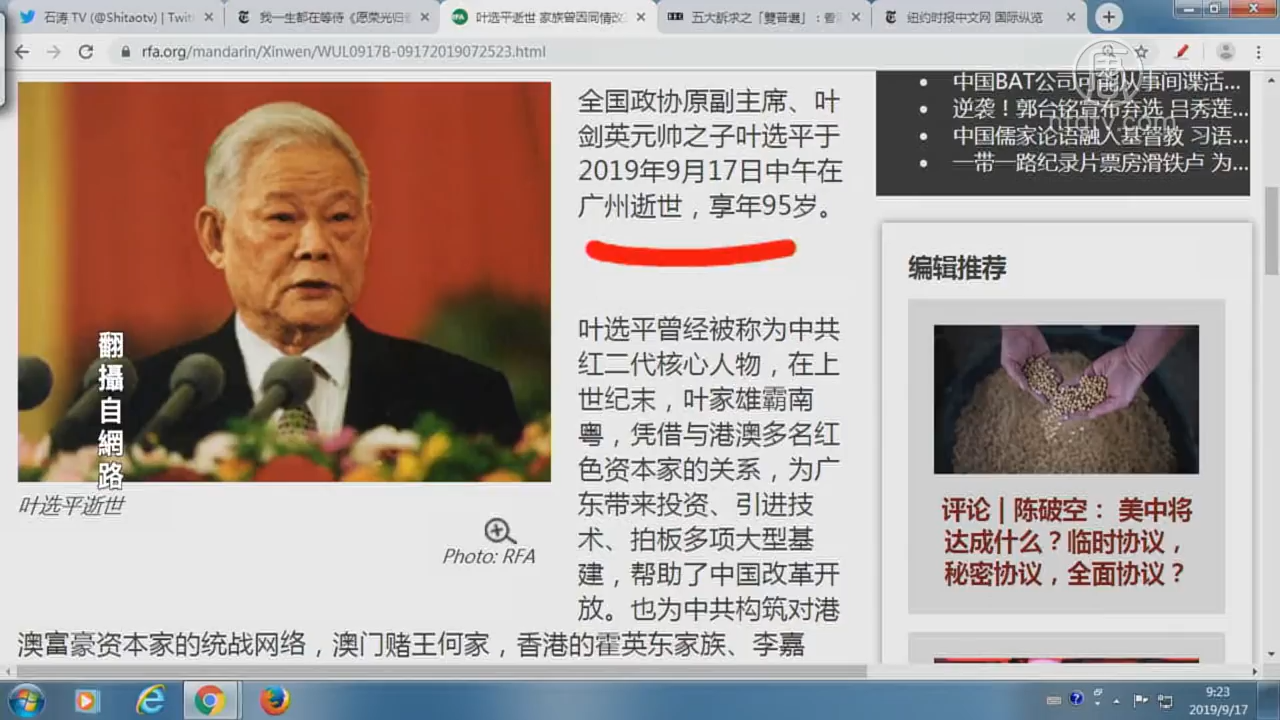 石涛 TV (@Shitaotv) | Twit
我一生都在等待《愿荣光归
叶选平逝世 家族曾因同情改
五大訴求之「雙普選」：香
纽约时报中文网 国际纵览
rfa.org/mandarin/Xinwen/WUL0917B-09172019072523.html
翻攝自網路
叶选平逝世
Photo: RFA
全国政协原副主席、叶
剑英元帅之子叶选平于
2019年9月17日中午在
广州逝世，享年95岁。
叶选平曾经被称为中共
红二代核心人物，在上
世纪末，叶家雄霸南
粤，凭借与港澳多名红
色资本家的关系，为广
东带来投资、引进技
术、拍板多项大型基
建，帮助了中国改革开
放。也为中共构筑对港
澳富豪资本家的统战网络，澳门赌王何家，香港的霍英东家族、李嘉
中国BAT公司可能从事间谍活...
逆袭！郭台铭宣布弃选 吕秀莲...
中国儒家论语融入基督教 习语...
一带一路纪录片票房滑铁卢 为...
编辑推荐
评论 | 陈破空： 美中将
达成什么？临时协议，
秘密协议，全面协议？
9:23
2019/9/17